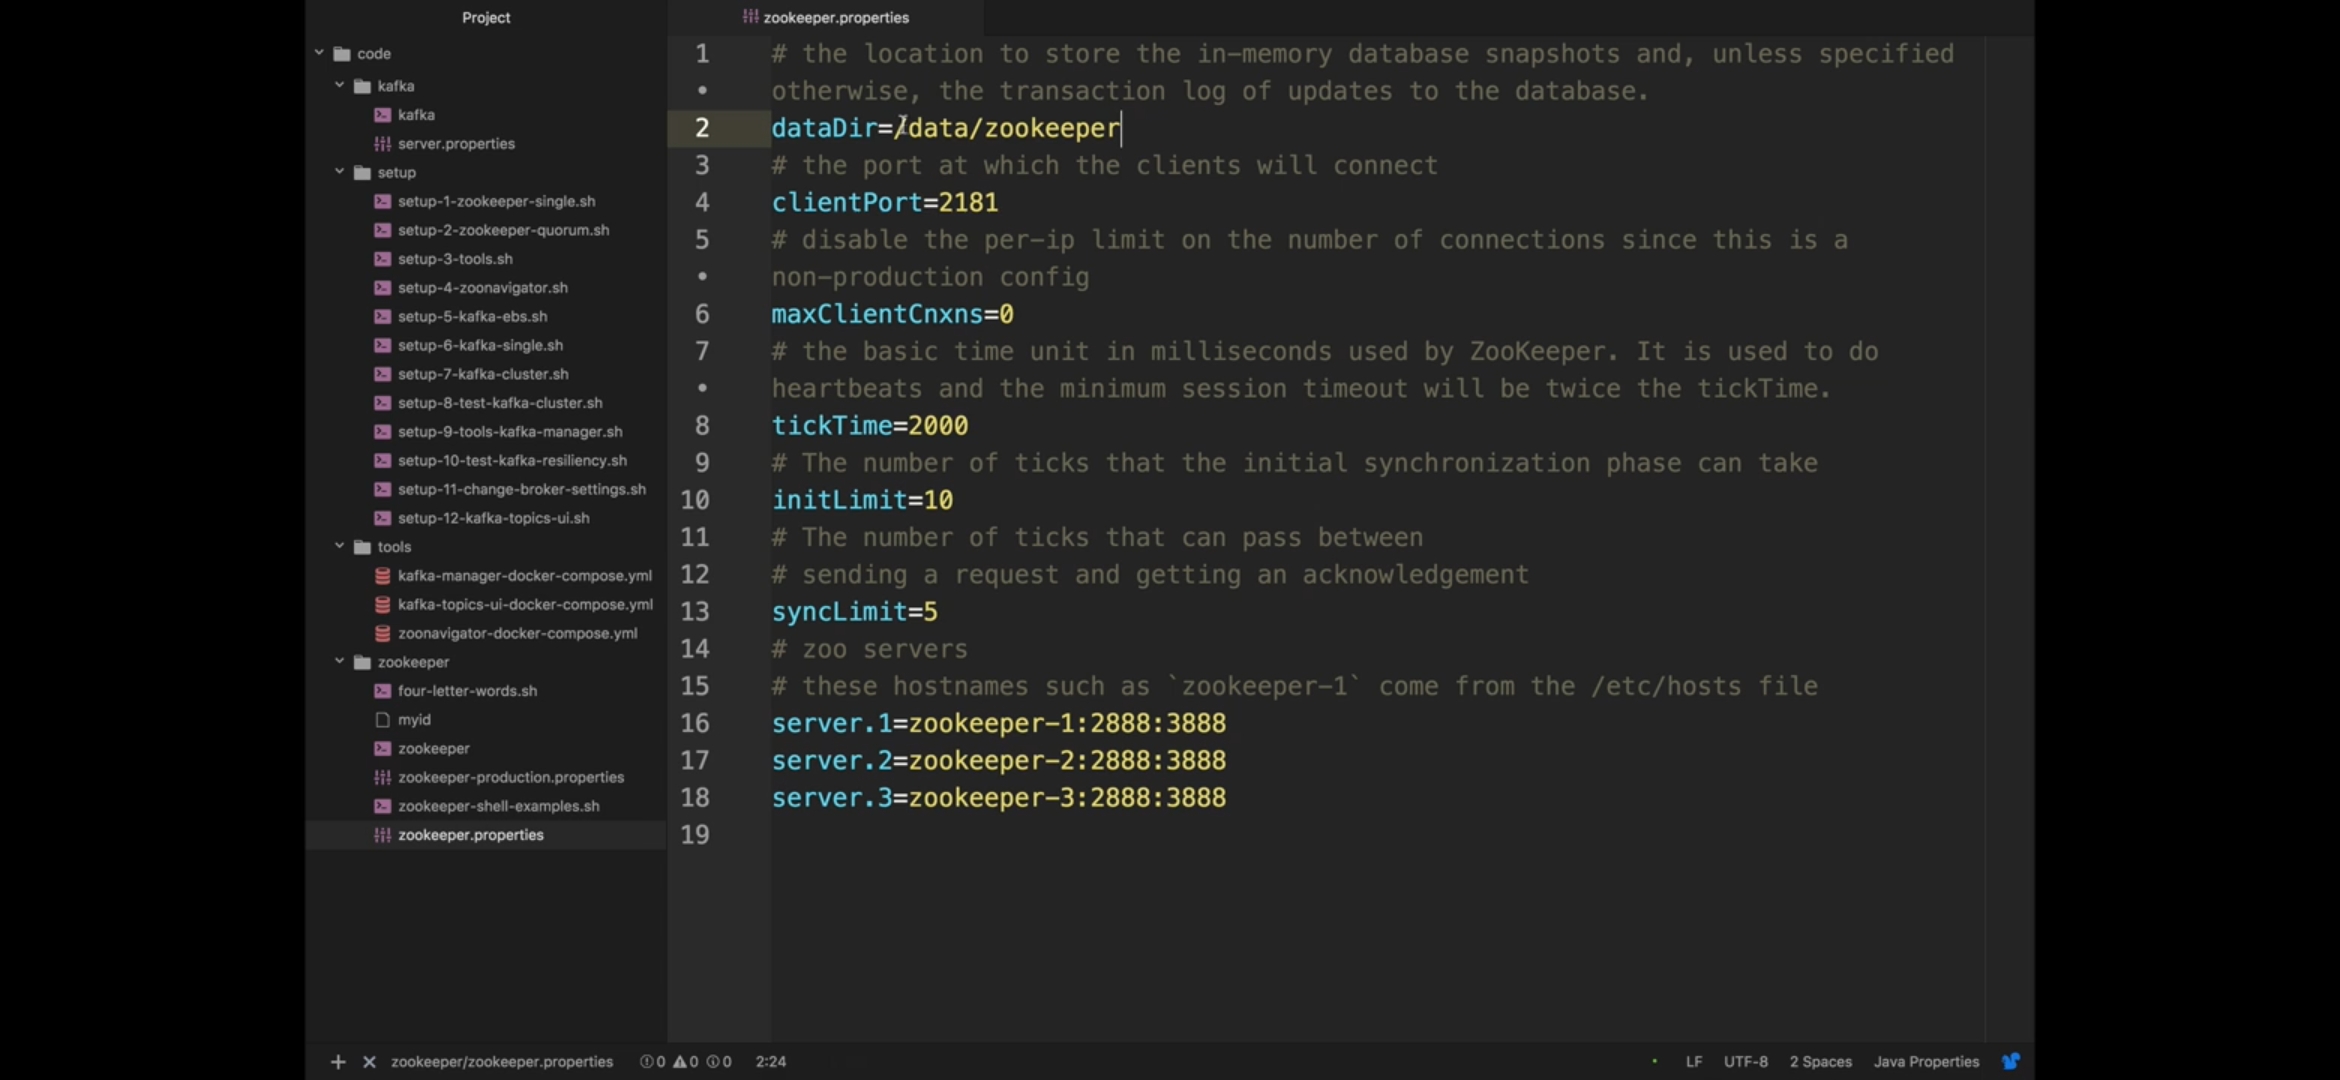 Project
code
kafka
kafka
server.properties
setup
setup-1-zookeeper-single.sh
setup-2-zookeeper-quorum.sh
setup-3-tools.sh
setup-4-zoonavigator.sh
setup-5-kafka-ebs.sh
setup-6-kafka-single.sh
setup-7-kafka-cluster.sh
setup-8-test-kafka-cluster.sh
setup-9-tools-kafka-manager.sh
setup-10-test-kafka-resiliency.sh
setup-11-change-broker-settings.sh
setup-12-kafka-topics-ui.sh
tools
kafka-manager-docker-compose.yml
kafka-topics-ui-docker-compose.yml
zoonavigator-docker-compose.yml
zookeeper
four-letter-words.sh
myid
zookeeper
zookeeper-production.properties
zookeeper-shell-examples.sh
zookeeper.properties
zookeeper.properties
1 # the location to store the in-memory database snapshots and, unless specified
• otherwise, the transaction log of updates to the database.
2 dataDir=/data/zookeeper
3 # the port at which the clients will connect
4 clientPort=2181
5 # disable the per-ip limit on the number of connections since this is a
• non-production config
6 maxClientCnxns=0
7 # the basic time unit in milliseconds used by ZooKeeper. It is used to do
• heartbeats and the minimum session timeout will be twice the tickTime.
8 tickTime=2000
9 # The number of ticks that the initial synchronization phase can take
10 initLimit=10
11 # The number of ticks that can pass between
12 # sending a request and getting an acknowledgement
13 syncLimit=5
14 # zoo servers
15 # these hostnames such as `zookeeper-1` come from the /etc/hosts file
16 server.1=zookeeper-1:2888:3888
17 server.2=zookeeper-2:2888:3888
18 server.3=zookeeper-3:2888:3888
19
zookeeper/zookeeper.properties 0 0 0 2:24 LF UTF-8 2 Spaces Java Properties